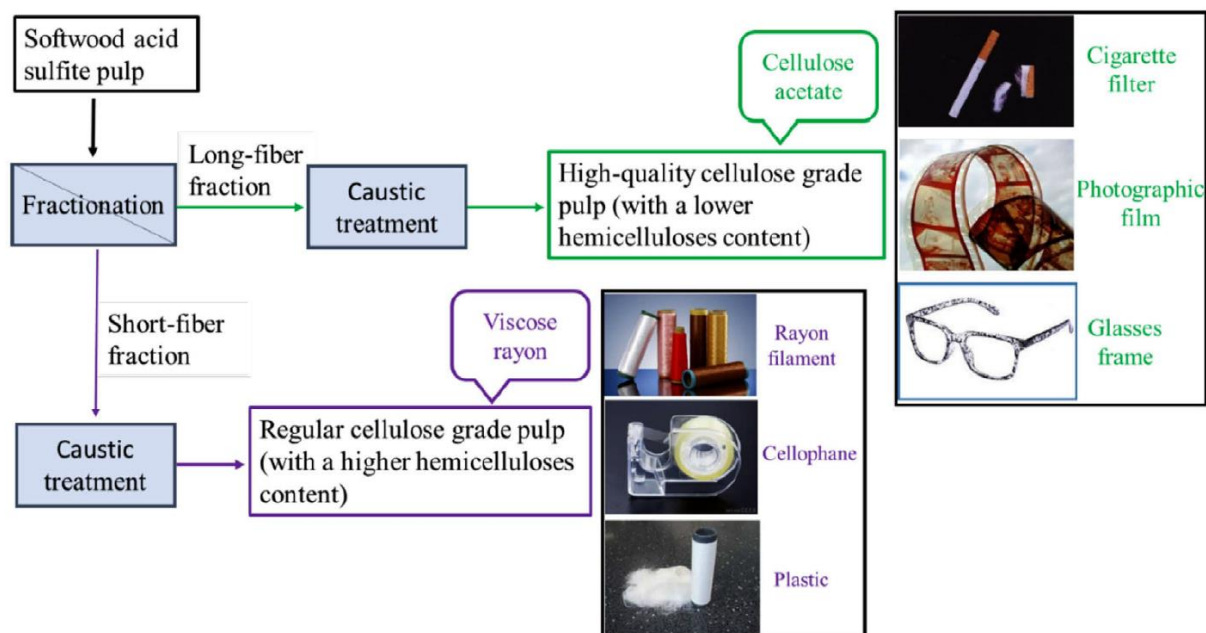 Softwood acid
sulfite pulp
Fractionation
Long-fiber
fraction
Caustic
treatment
Cellulose
acetate
High-quality cellulose grade
pulp (with a lower
hemicelluloses content)
Cigarette
filter
Photographic
film
Glasses
frame
Short-fiber
fraction
Caustic
treatment
Viscose
rayon
Regular cellulose grade pulp
(with a higher hemicelluloses
content)
Rayon
filament
Cellophane
Plastic